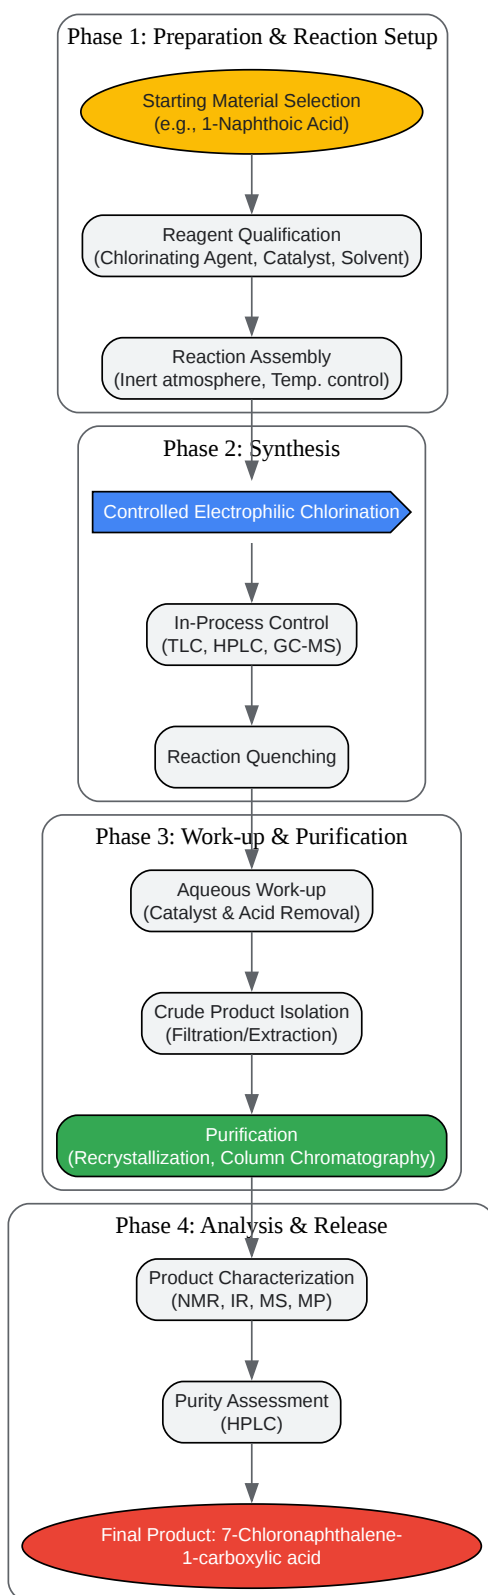 Phase 1: Preparation & Reaction Setup
Starting Material Selection
(e.g., 1-Naphthoic Acid)
Reagent Qualification
(Chlorinating Agent, Catalyst, Solvent)
Reaction Assembly
(Inert atmosphere, Temp. control)
Phase 2: Synthesis
Controlled Electrophilic Chlorination
In-Process Control
(TLC, HPLC, GC-MS)
Reaction Quenching
Phase 3: Work-up & Purification
Aqueous Work-up
(Catalyst & Acid Removal)
Crude Product Isolation
(Filtration/Extraction)
Purification
(Recrystallization, Column Chromatography)
Phase 4: Analysis & Release
Product Characterization
(NMR, IR, MS, MP)
Purity Assessment
(HPLC)
Final Product: 7-Chloronaphthalene-
1-carboxylic acid